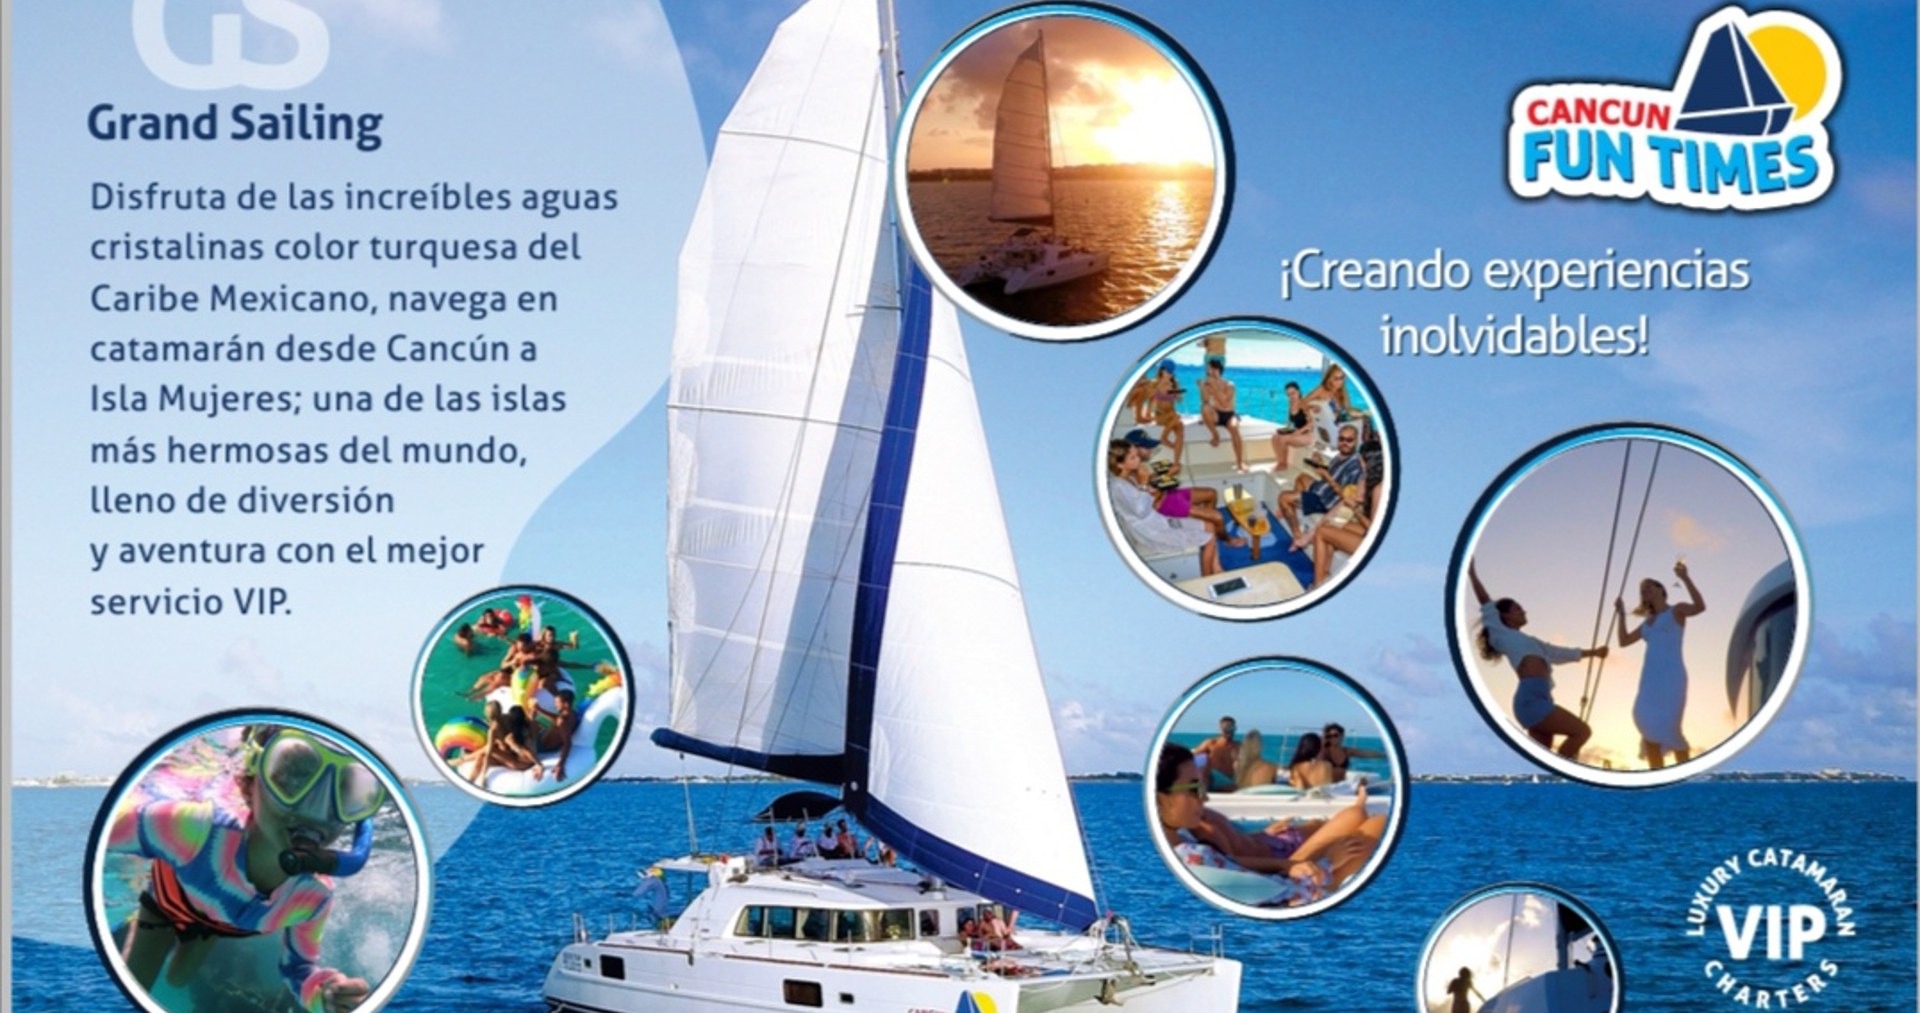 GS
Grand Sailing
Disfruta de las increíbles aguas
cristalinas color turquesa del
Caribe Mexicano, navega en
catamarán desde Cancún a
Isla Mujeres; una de las islas
más hermosas del mundo,
lleno de diversión
y aventura con el mejor
servicio VIP.
CANCUN
FUN TIMES
¡Creando experiencias
inolvidables!
LUXURY CATAMARAN
VIP
CHARTERS